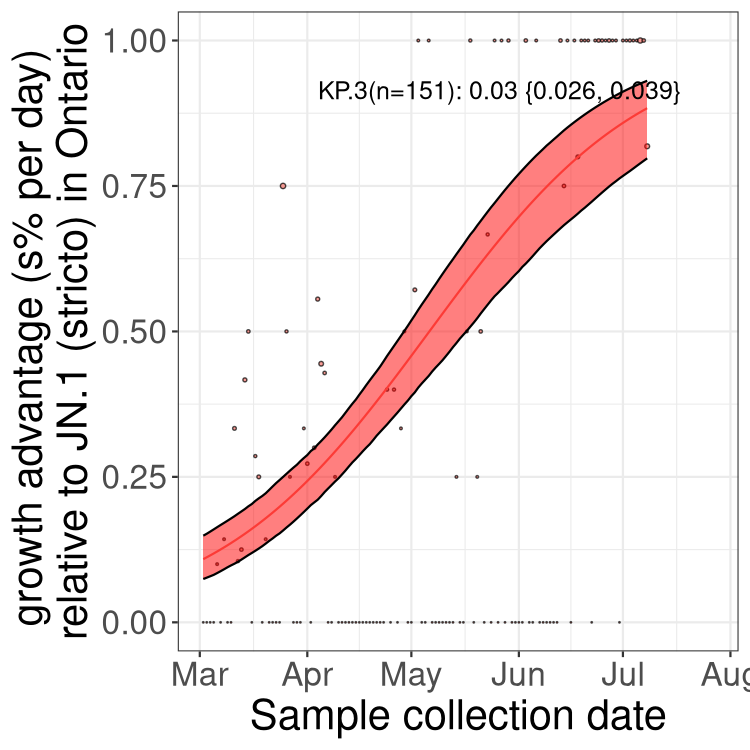 growth advantage (s% per day)
relative to JN.1 (stricto) in Ontario
1.00
0.75
0.50
0.25
0.00
KP.3(n=151): 0.03 {0.026, 0.039}
Mar Apr May Jun Jul Aug
Sample collection date